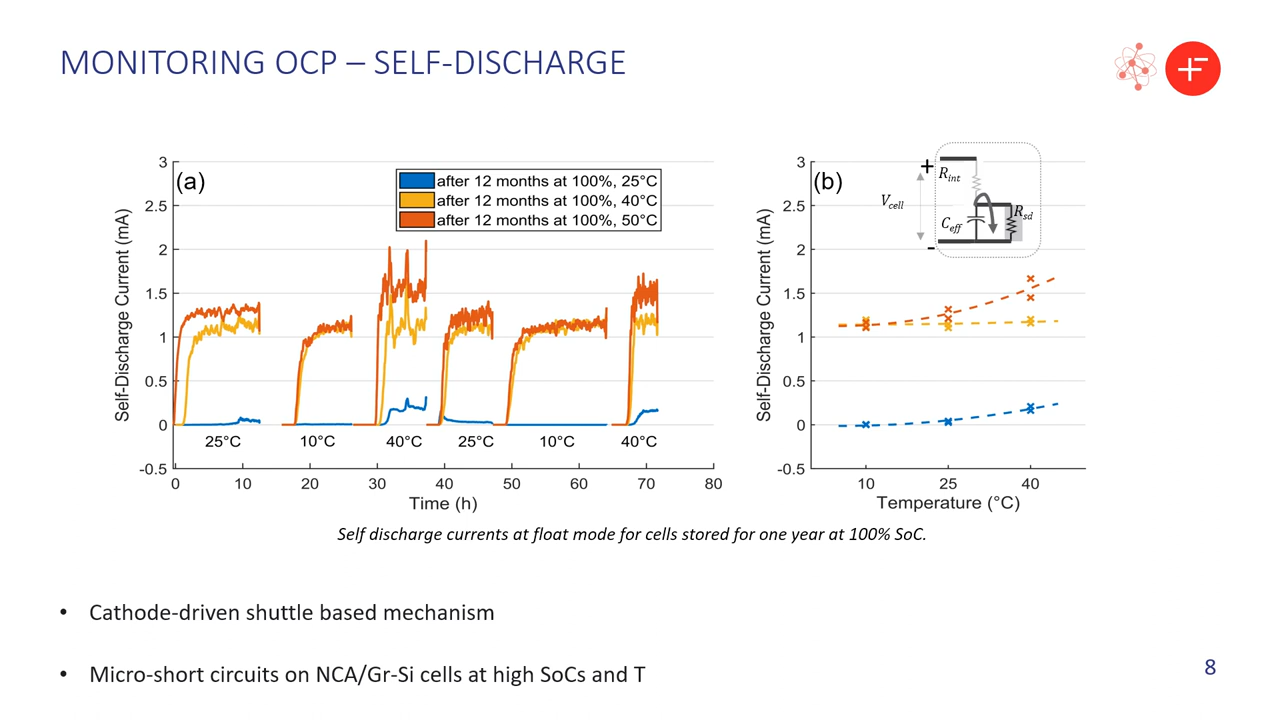 MONITORING OCP – SELF-DISCHARGE
(a)
after 12 months at 100%, 25°C
after 12 months at 100%, 40°C
after 12 months at 100%, 50°C
Self-Discharge Current (mA)
3
2.5
2
1.5
1
0.5
0
-0.5
25°C 10°C 40°C 25°C 10°C 40°C
0 10 20 30 40 50 60 70 80
Time (h)
(b)
+
Rint
Vcell
Ceff
Rsd
-
Self-Discharge Current (mA)
3
2.5
2
1.5
1
0.5
0
-0.5
10 25 40
Temperature (°C)
Self discharge currents at float mode for cells stored for one year at 100% SoC.
• Cathode-driven shuttle based mechanism
• Micro-short circuits on NCA/Gr-Si cells at high SoCs and T
8